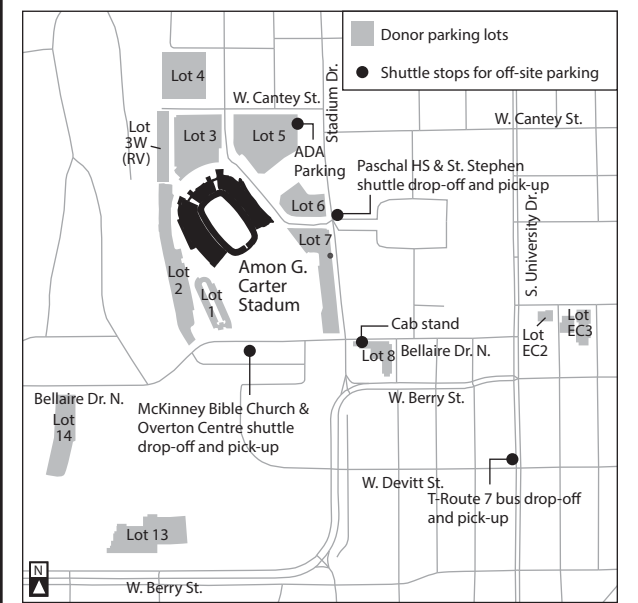 Donor parking lots
Shuttle stops for off-site parking
Lot 4
W. Cantey St.
Stadium Dr.
W. Cantey St.
Lot
3W
(RV)
Lot 3
Lot 5
ADA
Parking
Paschal HS & St. Stephen
shuttle drop-off and pick-up
Lot 6
S. University Dr.
Lot 7
Lot
2
Lot
1
Amon G.
Carter
Stadum
Cab stand
Lot 8
Bellaire Dr. N.
Lot
EC2
Lot
EC3
Bellaire Dr. N.
Lot
14
McKinney Bible Church &
Overton Centre shuttle
drop-off and pick-up
W. Berry St.
W. Devitt St.
T-Route 7 bus drop-off
and pick-up
Lot 13
N
W. Berry St.